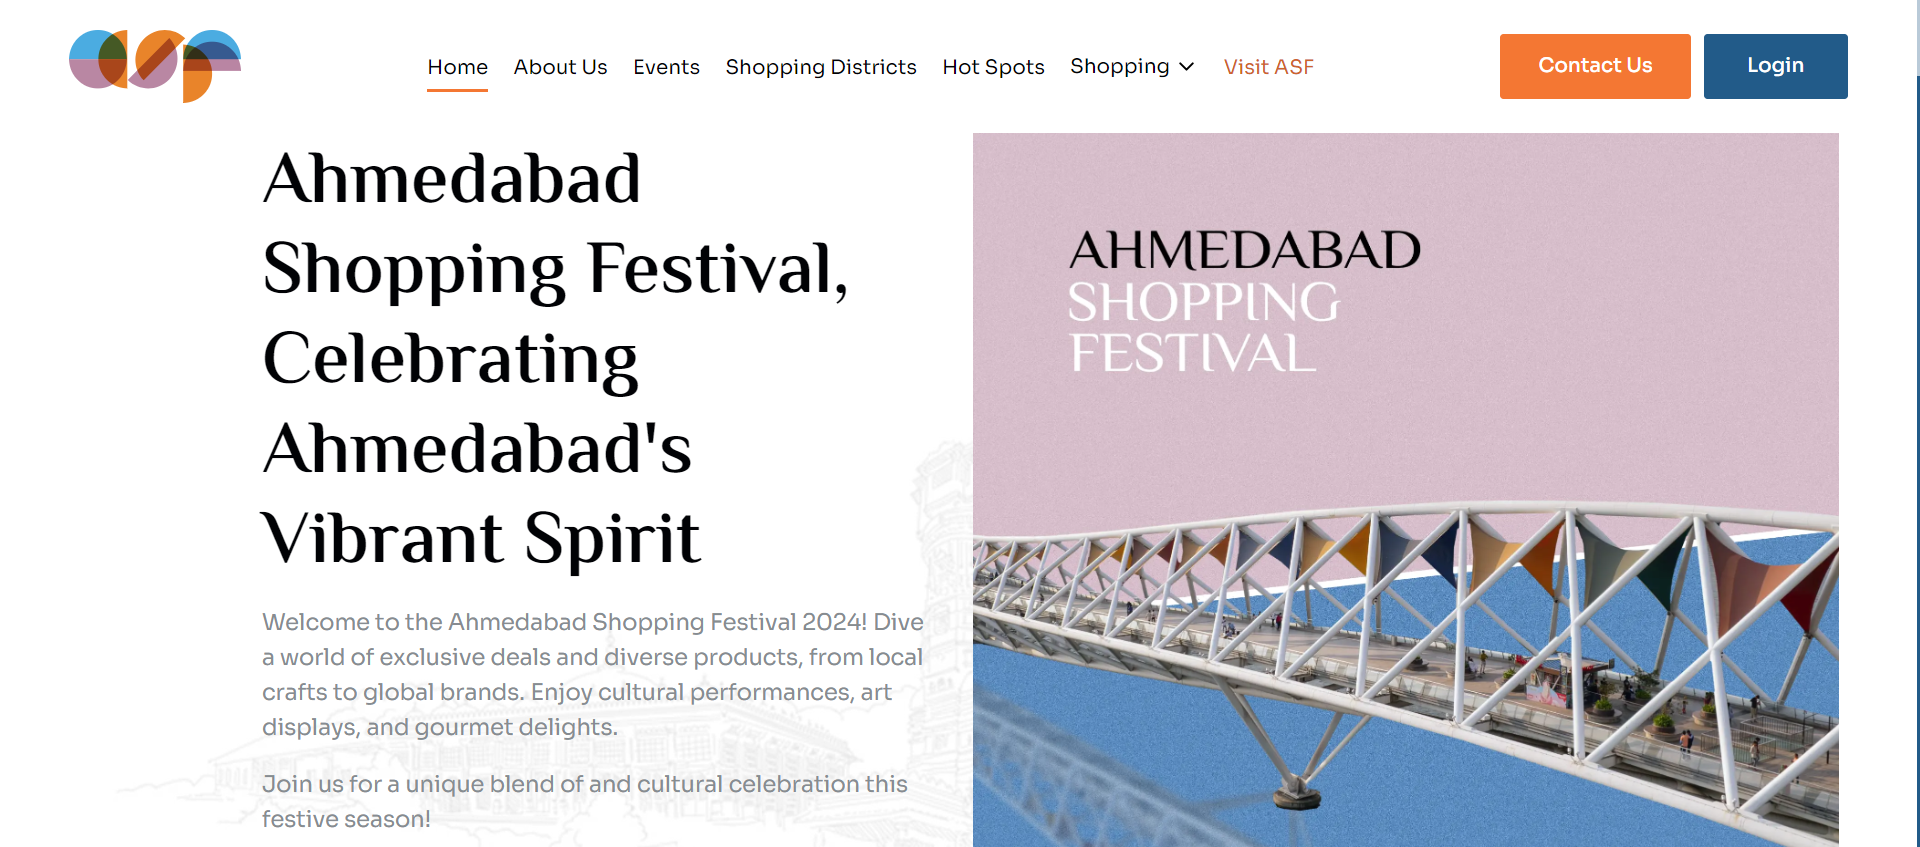 asf
Home About Us Events Shopping Districts Hot Spots Shopping Visit ASF
Contact Us Login
Ahmedabad
Shopping Festival,
Celebrating
Ahmedabad's
Vibrant Spirit
Welcome to the Ahmedabad Shopping Festival 2024! Dive
a world of exclusive deals and diverse products, from local
crafts to global brands. Enjoy cultural performances, art
displays, and gourmet delights.
Join us for a unique blend of and cultural celebration this
festive season!
AHMEDABAD
SHOPPING
FESTIVAL